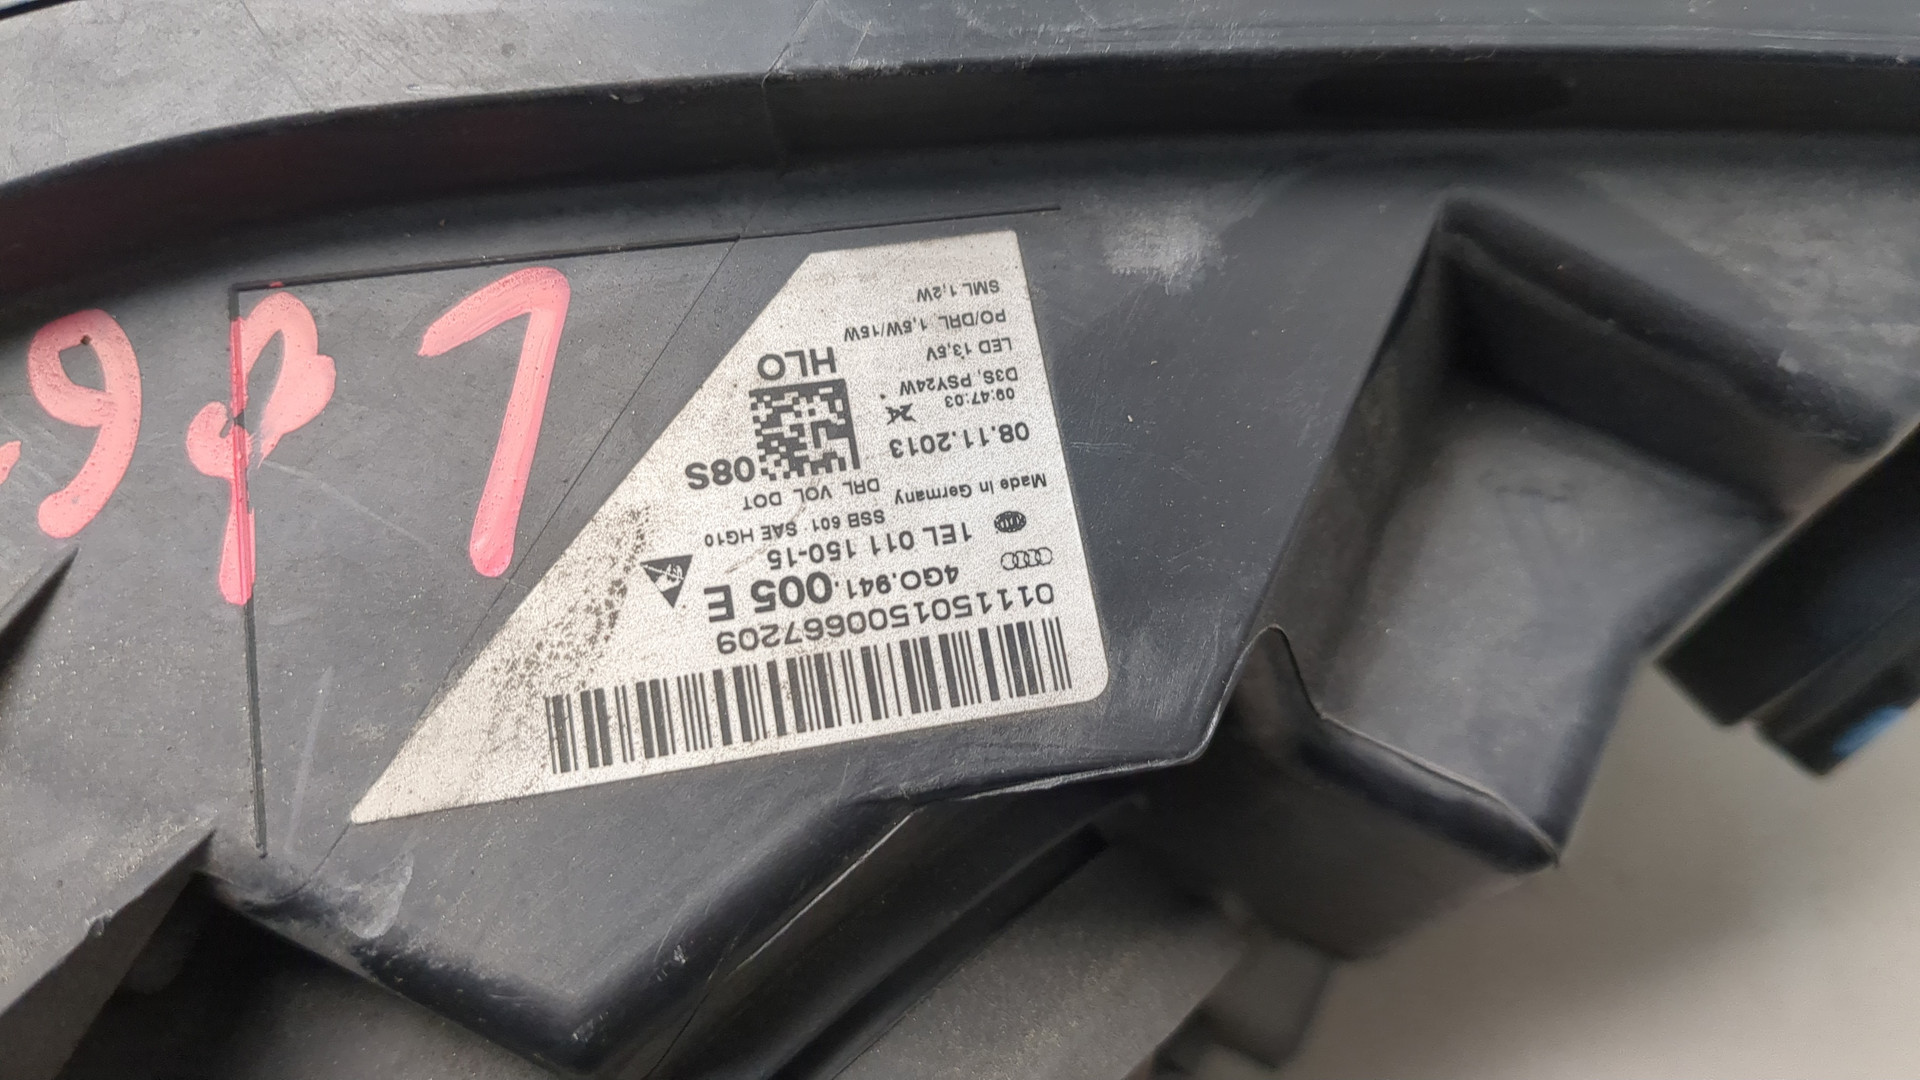 0111501500667209
4GO.941.005 E
1EL 011 150-15
SSB 601 SAE HG10
Made in Germany
DRL VOL DOT
08S
08.11.2013
09:47:03
24
D3S, PSY24W
HLO
LED 13,5V
PO/DRL 1,5W/15W
SML 1,2W